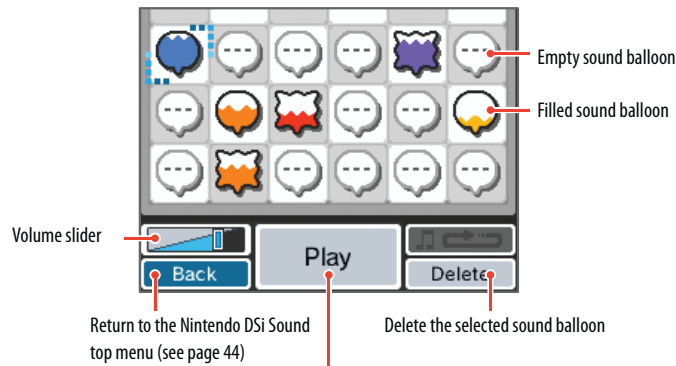 Empty sound balloon
Filled sound balloon
Volume slider
Play
Back
Delete
Return to the Nintendo DSi Sound
top menu (see page 44)
Delete the selected sound balloon